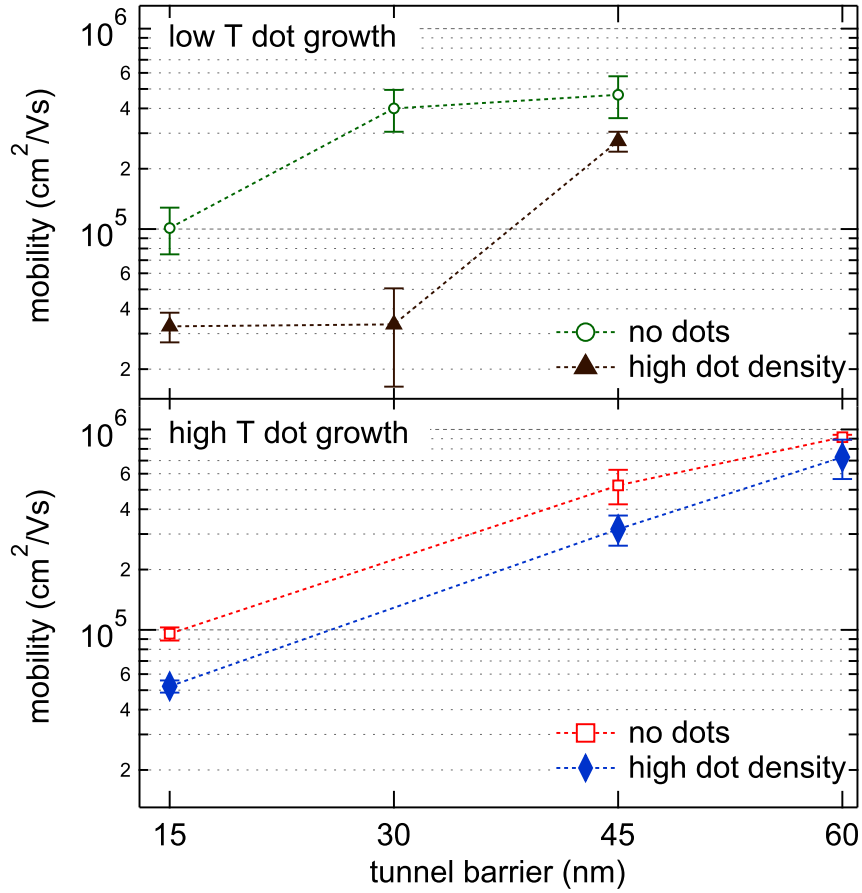 10^6
low T dot growth
6
4
2
10^5
6
4
2
mobility (cm^2/Vs)
no dots
high dot density
10^6
high T dot growth
6
4
2
10^5
6
4
2
mobility (cm^2/Vs)
no dots
high dot density
15 30 45 60
tunnel barrier (nm)